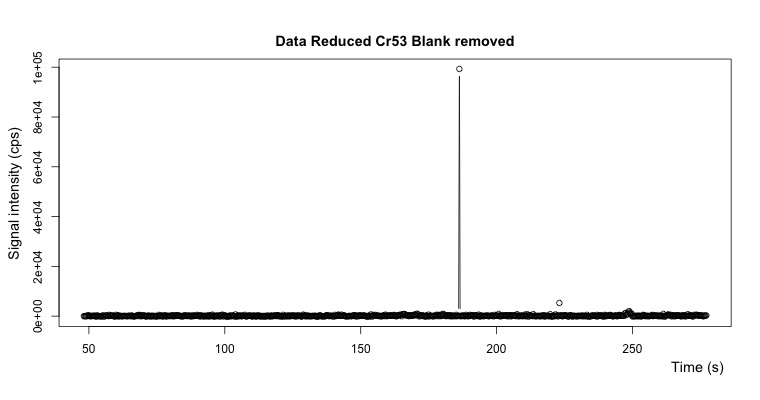 Data Reduced Cr53 Blank removed
Signal intensity (cps)
1e+05
8e+04
6e+04
4e+04
2e+04
0e+00
50 100 150 200 250
Time (s)